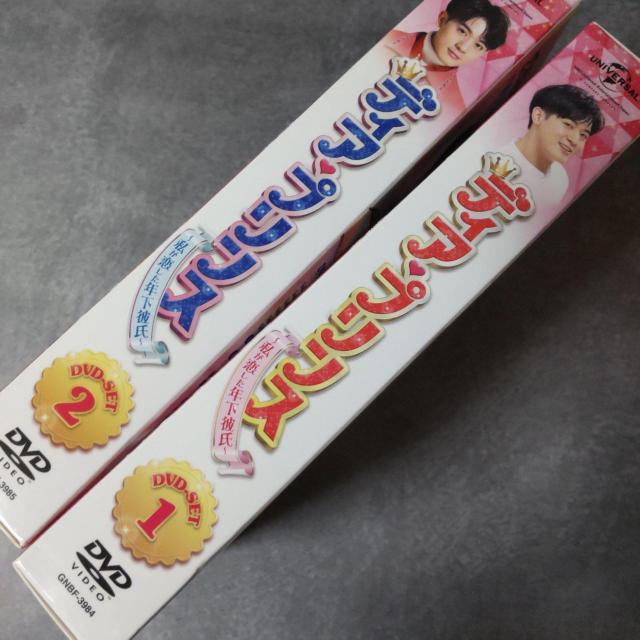 ディア・プリンス
~私が恋した年下彼氏~
DVD-SET
2
DVD
VIDEO
-3985
UNIVERSAL
ディア・プリンス
~私が恋した年下彼氏~
DVD-SET
1
DVD
VIDEO
GNBF-3984